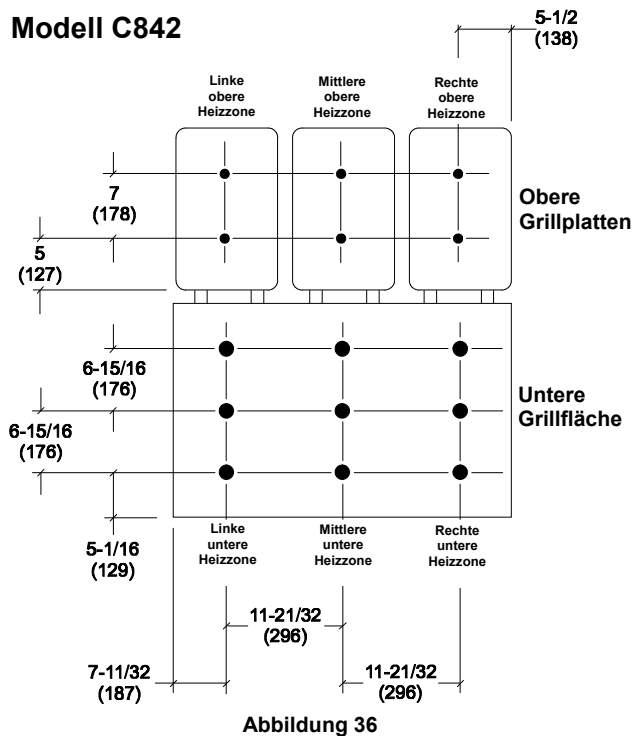 Modell C842
5-1/2
(138)
Linke
obere
Heizzone
Mittlere
obere
Heizzone
Rechte
obere
Heizzone
7
(178)
Obere
Grillplatten
5
(127)
6-15/16
(176)
Untere
Grillfläche
6-15/16
(176)
5-1/16
(129)
Linke
untere
Heizzone
Mittlere
untere
Heizzone
Rechte
untere
Heizzone
11-21/32
(296)
7-11/32
(187)
11-21/32
(296)
Abbildung 36